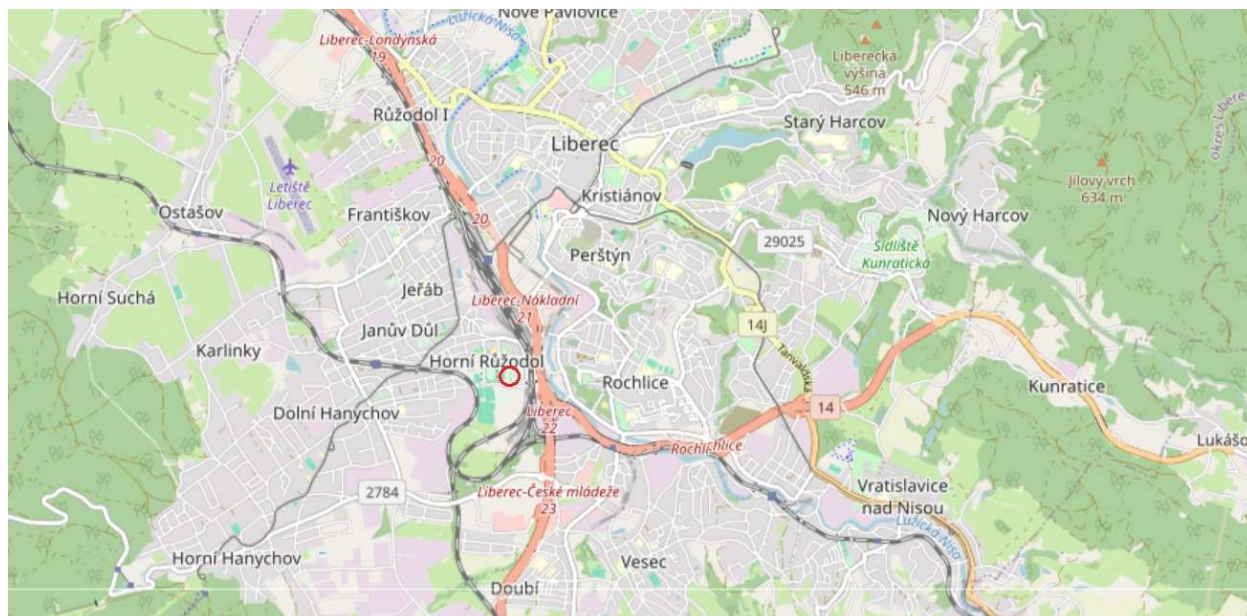 Nové Pavlovice
Lužická Nisa
Liberec-Londýnská
19
Liberecká
výšina
546 m
Růžodol I
Starý Harcov
Liberec
20
okres Liberec
Jílový vrch
634 m
Letiště
Liberec
Kristiánov
Ostašov
Františkov
20
Nový Harcov
29025
Sídliště
Kunratická
Perštýn
Horní Suchá
Jeřáb
Liberec-Nákladní
21
Janův Důl
14J
Karlinky
Horní Růžodol
Tanvaldská
Rochlice
Kunratice
Dolní Hanychov
Liberec
22
14
Lukášo
Rochlice
2784
Liberec-České mládeže
23
Vratislavice
nad Nisou
Lužická Nisa
Horní Hanychov
Vesec
Doubí